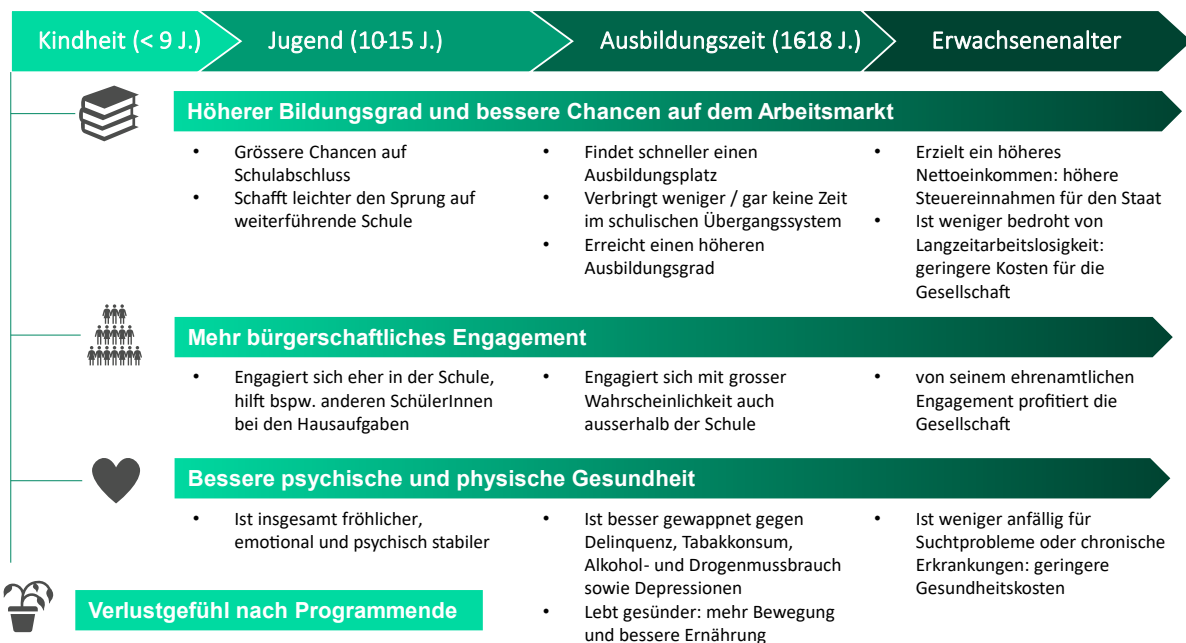 Kindheit (< 9 J.)
Jugend (10-15 J.)
Ausbildungszeit (1618 J.)
Erwachsenenalter
Höherer Bildungsgrad und bessere Chancen auf dem Arbeitsmarkt
• Grössere Chancen auf
Schulabschluss
• Schafft leichter den Sprung auf
weiterführende Schule
• Findet schneller einen
Ausbildungsplatz
• Verbringt weniger / gar keine Zeit
im schulischen Übergangssystem
• Erreicht einen höheren
Ausbildungsgrad
• Erzielt ein höheres
Nettoeinkommen: höhere
Steuereinnahmen für den Staat
• Ist weniger bedroht von
Langzeitarbeitslosigkeit:
geringere Kosten für die
Gesellschaft
Mehr bürgerschaftliches Engagement
• Engagiert sich eher in der Schule,
hilft bspw. anderen SchülerInnen
bei den Hausaufgaben
• Engagiert sich mit grosser
Wahrscheinlichkeit auch
ausserhalb der Schule
• von seinem ehrenamtlichen
Engagement profitiert die
Gesellschaft
Bessere psychische und physische Gesundheit
• Ist insgesamt fröhlicher,
emotional und psychisch stabiler
• Ist besser gewappnet gegen
Delinquenz, Tabakkonsum,
Alkohol- und Drogenmussbrauch
sowie Depressionen
• Lebt gesünder: mehr Bewegung
und bessere Ernährung
• Ist weniger anfällig für
Suchtprobleme oder chronische
Erkrankungen: geringere
Gesundheitskosten
Verlustgefühl nach Programmende